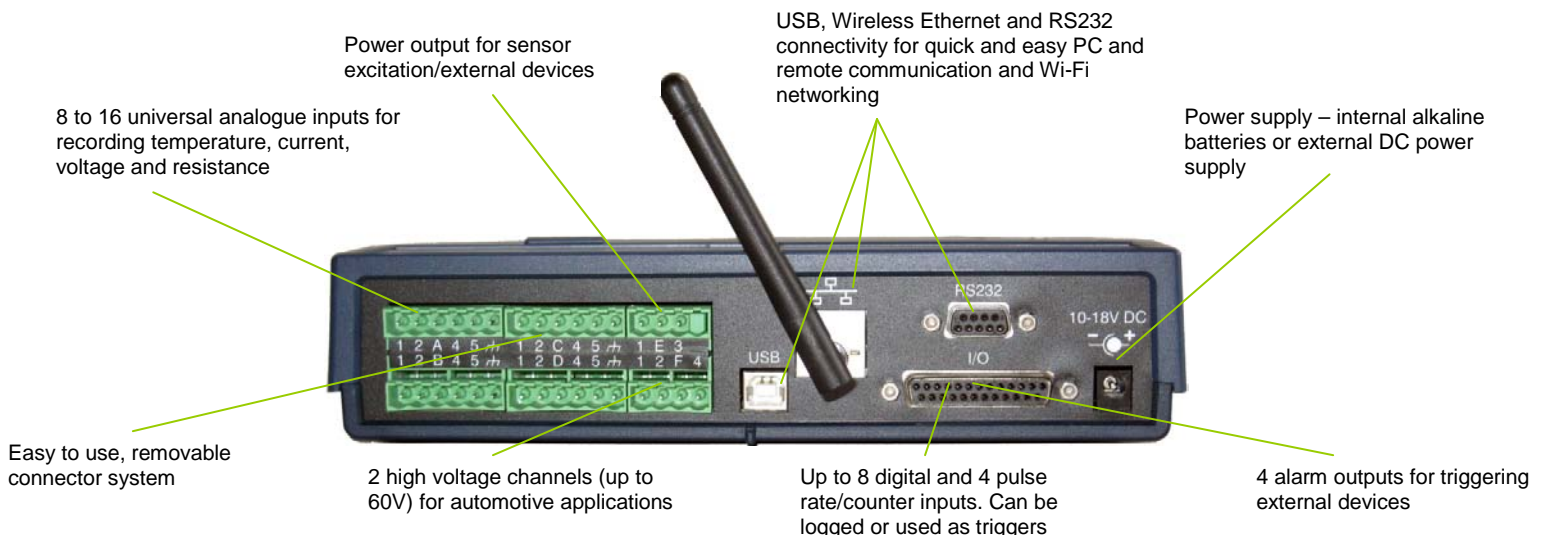 USB, Wireless Ethernet and RS232
connectivity for quick and easy PC and
remote communication and Wi-Fi
networking
Power output for sensor
excitation/external devices
8 to 16 universal analogue inputs for
recording temperature, current,
voltage and resistance
Power supply – internal alkaline
batteries or external DC power
supply
RS232
10-18V DC
− +
I/O
USB
1 2 A 4 5 1 2 C 4 5 1 E 3
1 2 B 4 5 1 2 D 4 5 1 2 F 4
Easy to use, removable
connector system
2 high voltage channels (up to
60V) for automotive applications
Up to 8 digital and 4 pulse
rate/counter inputs. Can be
logged or used as triggers
4 alarm outputs for triggering
external devices